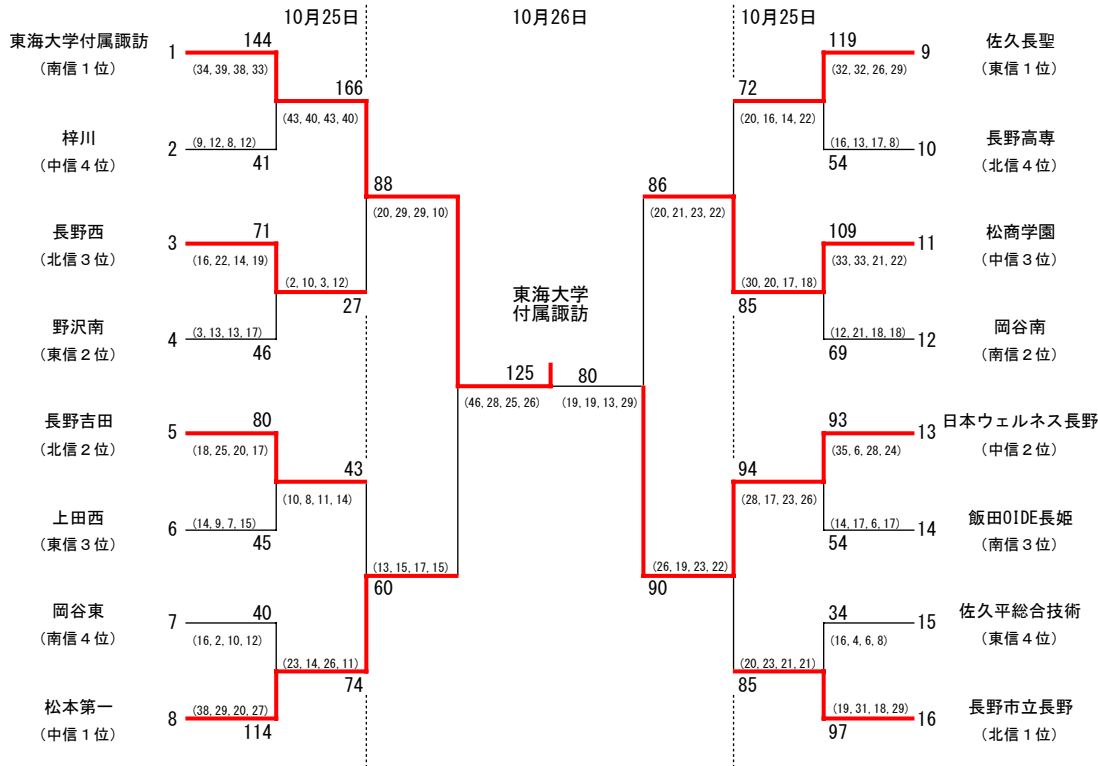 10月25日
10月26日
10月25日
東海大学付属諏訪
(南信1位)
1
144
(34, 39, 38, 33)
梓川
(中信4位)
2
(9, 12, 8, 12)
41
166
(43, 40, 43, 40)
長野西
(北信3位)
3
71
(16, 22, 14, 19)
野沢南
(東信2位)
4
(3, 13, 13, 17)
46
(2, 10, 3, 12)
27
88
(20, 29, 29, 10)
長野吉田
(北信2位)
5
80
(18, 25, 20, 17)
上田西
(東信3位)
6
(14, 9, 7, 15)
45
43
(10, 8, 11, 14)
岡谷東
(南信4位)
7
40
(16, 2, 10, 12)
松本第一
(中信1位)
8
(38, 29, 20, 27)
114
(23, 14, 26, 11)
74
(13, 15, 17, 15)
60
東海大学
付属諏訪
125
(46, 28, 25, 26)
80
(19, 19, 13, 29)
佐久長聖
(東信1位)
9
119
(32, 32, 26, 29)
長野高専
(北信4位)
10
(16, 13, 17, 8)
54
72
(20, 16, 14, 22)
松商学園
(中信3位)
11
109
(33, 33, 21, 22)
岡谷南
(南信2位)
12
(12, 21, 18, 18)
69
(30, 20, 17, 18)
85
86
(20, 21, 23, 22)
日本ウェルネス長野
(中信2位)
13
93
(35, 6, 28, 24)
飯田OIDE長姫
(南信3位)
14
(14, 17, 6, 17)
54
94
(28, 17, 23, 26)
佐久平総合技術
(東信4位)
15
34
(16, 4, 6, 8)
長野市立長野
(北信1位)
16
(19, 31, 18, 29)
97
(20, 23, 21, 21)
85
(26, 19, 23, 22)
90